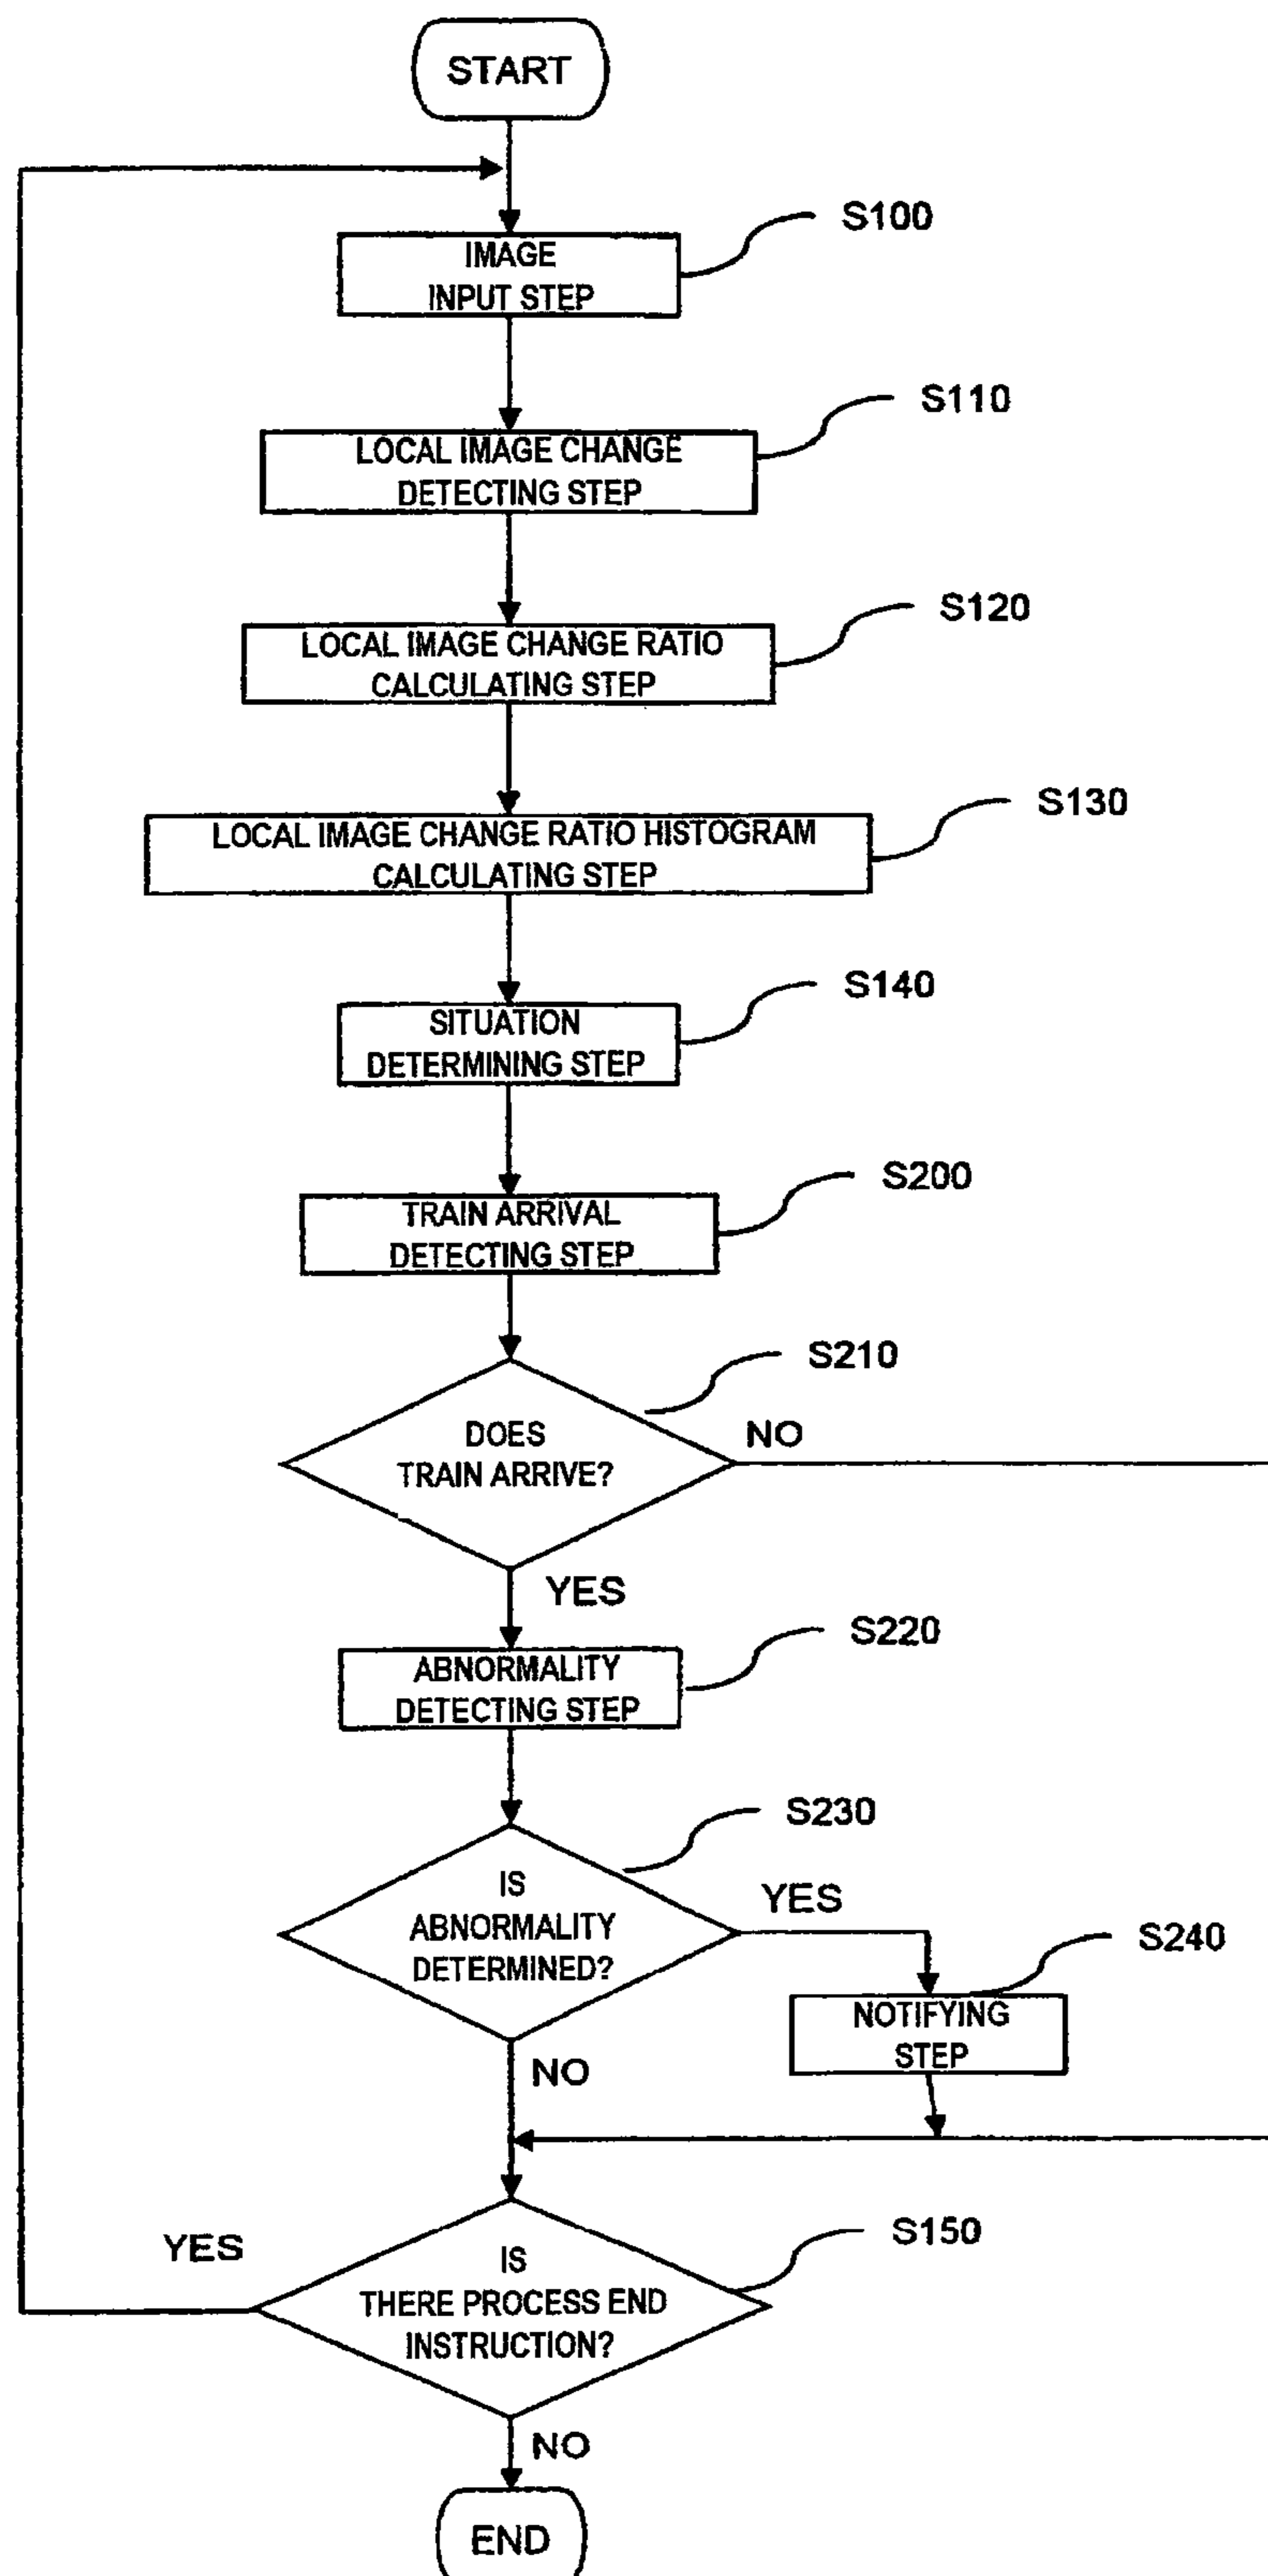 START
S100
IMAGE
INPUT STEP
S110
LOCAL IMAGE CHANGE
DETECTING STEP
S120
LOCAL IMAGE CHANGE RATIO
CALCULATING STEP
S130
LOCAL IMAGE CHANGE RATIO HISTOGRAM
CALCULATING STEP
S140
SITUATION
DETERMINING STEP
S200
TRAIN ARRIVAL
DETECTING STEP
S210
DOES
TRAIN ARRIVE?
NO
YES
S220
ABNORMALITY
DETECTING STEP
S230
IS
ABNORMALITY
DETERMINED?
YES
S240
NOTIFYING
STEP
NO
S150
YES
IS
THERE PROCESS END
INSTRUCTION?
NO
END